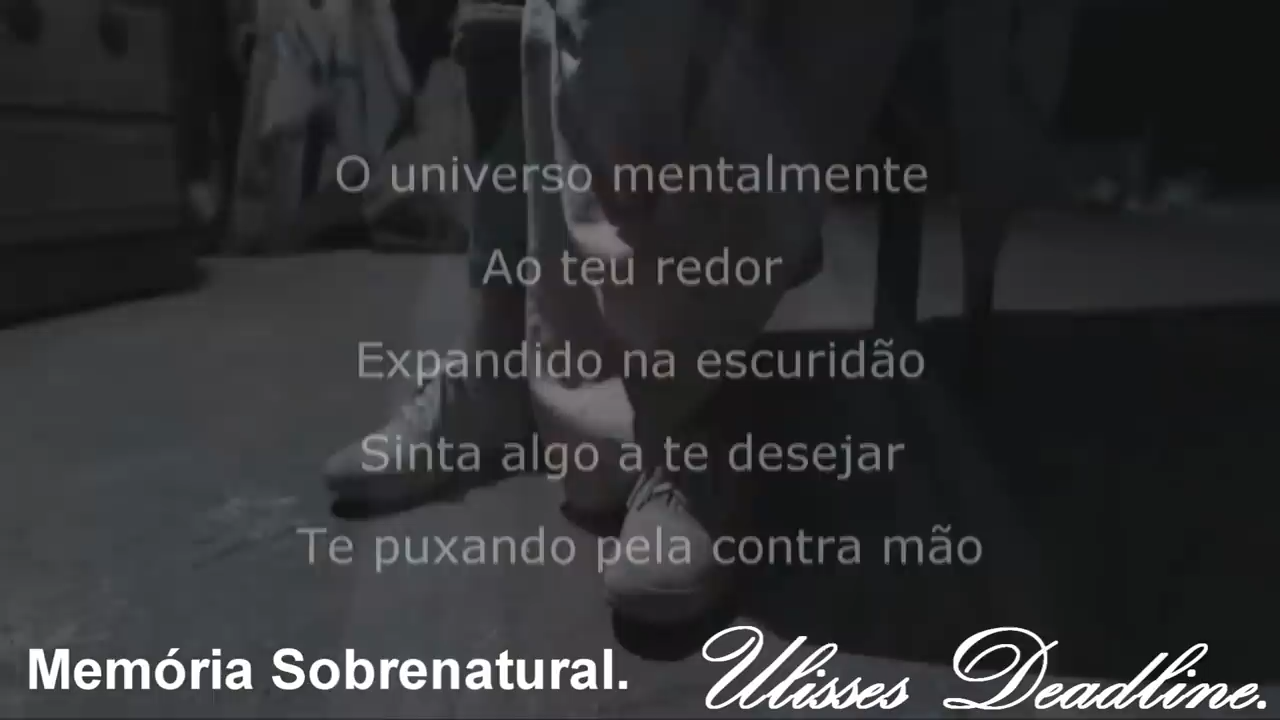 O universo mentalmente
Ao teu redor
Expandido na escuridão
Sinta algo a te desejar
Te puxando pela contra mão
Memória Sobrenatural.
Ulisses Deadline.